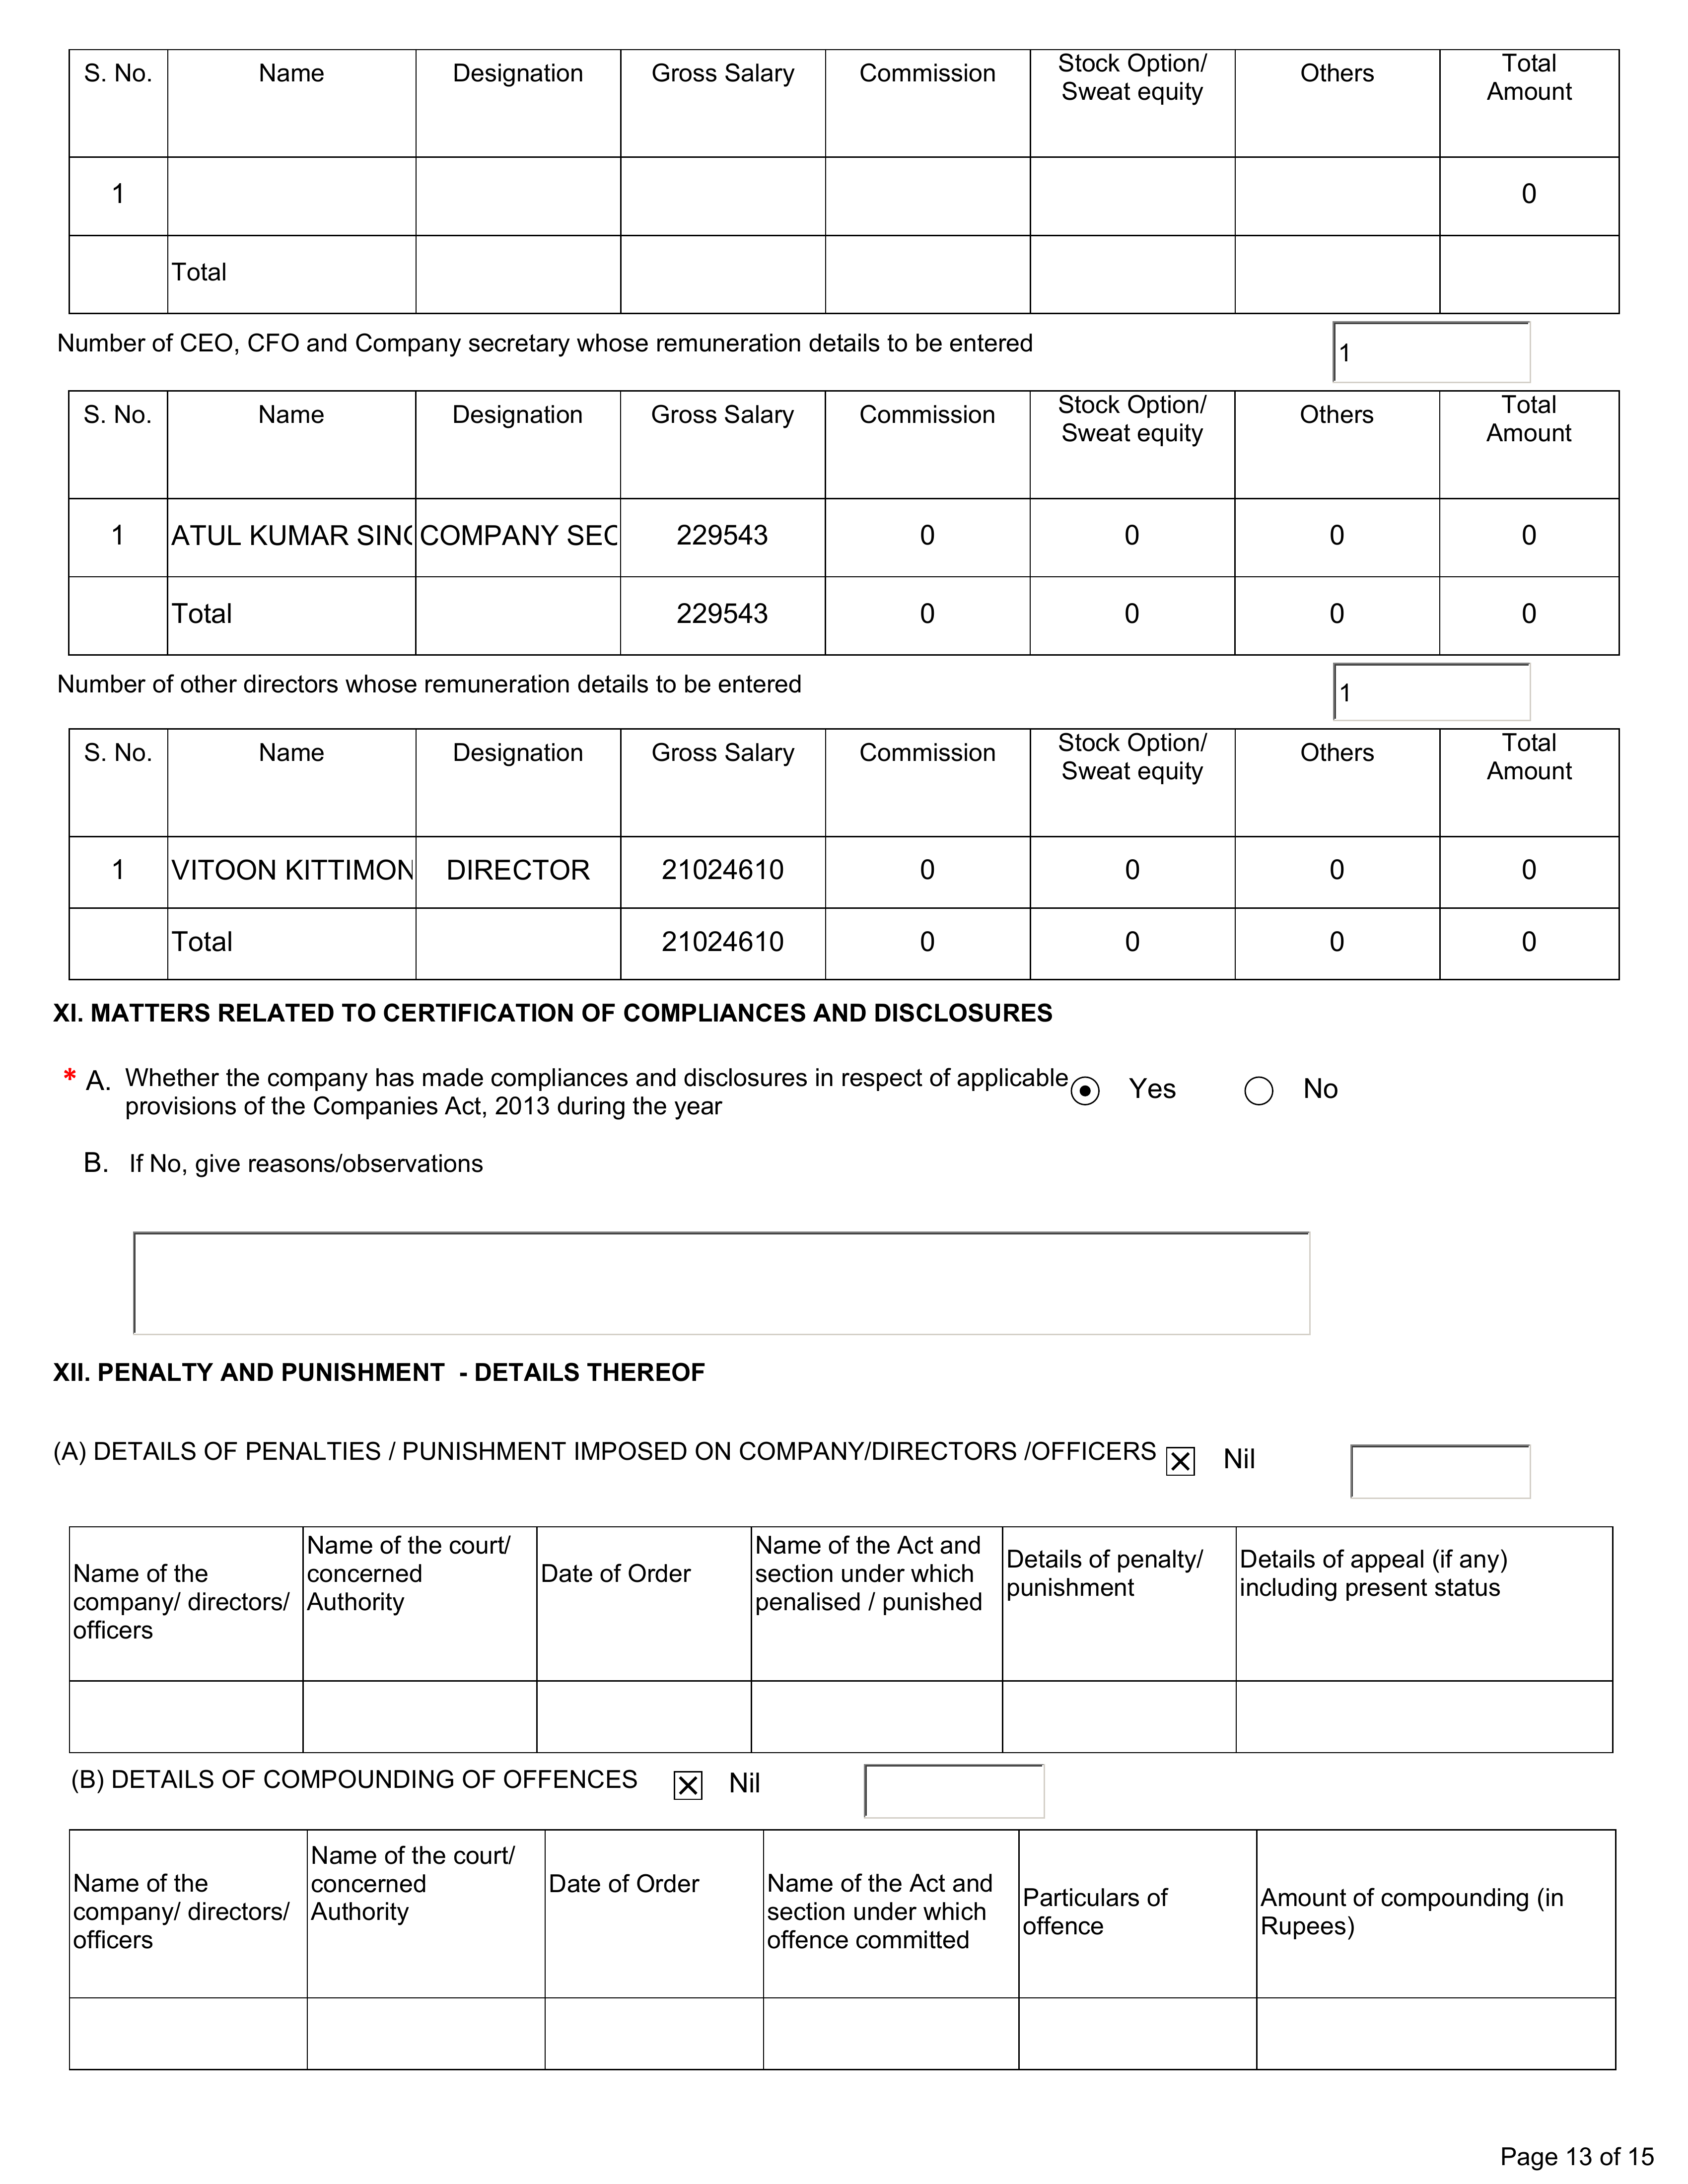 S. No. Name Designation Gross Salary Commission Stock Option/ Sweat equity Others Total Amount
1 0
Total
Number of CEO, CFO and Company secretary whose remuneration details to be entered 1
S. No. Name Designation Gross Salary Commission Stock Option/ Sweat equity Others Total Amount
1 ATUL KUMAR SING COMPANY SEC 229543 0 0 0 0
Total 229543 0 0 0 0
Number of other directors whose remuneration details to be entered 1
S. No. Name Designation Gross Salary Commission Stock Option/ Sweat equity Others Total Amount
1 VITOON KITTIMON DIRECTOR 21024610 0 0 0 0
Total 21024610 0 0 0 0
XI. MATTERS RELATED TO CERTIFICATION OF COMPLIANCES AND DISCLOSURES
* A. Whether the company has made compliances and disclosures in respect of applicable Yes No
provisions of the Companies Act, 2013 during the year
B. If No, give reasons/observations
XII. PENALTY AND PUNISHMENT - DETAILS THEREOF
(A) DETAILS OF PENALTIES / PUNISHMENT IMPOSED ON COMPANY/DIRECTORS /OFFICERS Nil
Name of the company/ directors/ officers Name of the court/ concerned Authority Date of Order Name of the Act and section under which penalised / punished Details of penalty/ punishment Details of appeal (if any) including present status
(B) DETAILS OF COMPOUNDING OF OFFENCES Nil
Name of the company/ directors/ officers Name of the court/ concerned Authority Date of Order Name of the Act and section under which offence committed Particulars of offence Amount of compounding (in Rupees)
Page 13 of 15